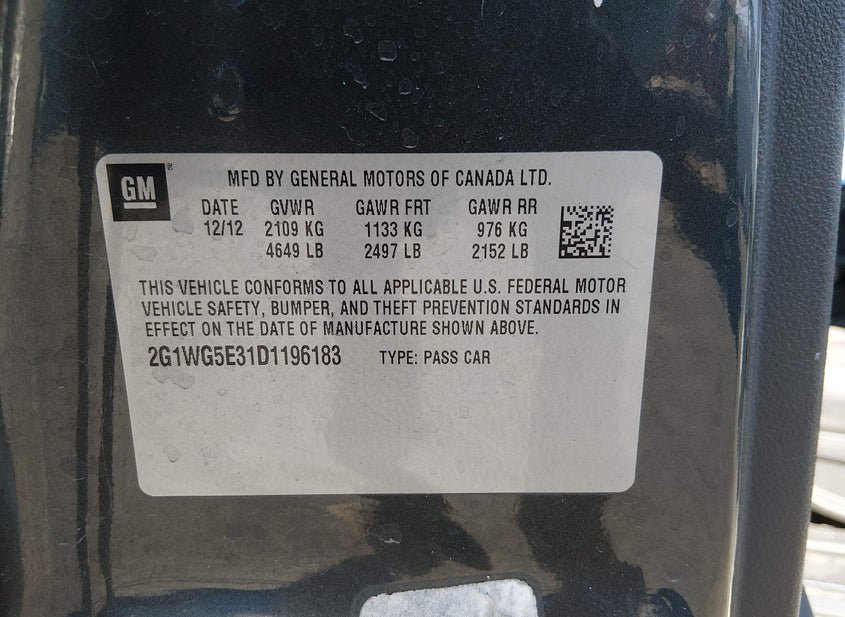 GM®
MFD BY GENERAL MOTORS OF CANADA LTD.
DATE GVWR GAWR FRT GAWR RR
12/12 2109 KG 1133 KG 976 KG
4649 LB 2497 LB 2152 LB
THIS VEHICLE CONFORMS TO ALL APPLICABLE U.S. FEDERAL MOTOR
VEHICLE SAFETY, BUMPER, AND THEFT PREVENTION STANDARDS IN
EFFECT ON THE DATE OF MANUFACTURE SHOWN ABOVE.
2G1WG5E31D1196183 TYPE: PASS CAR